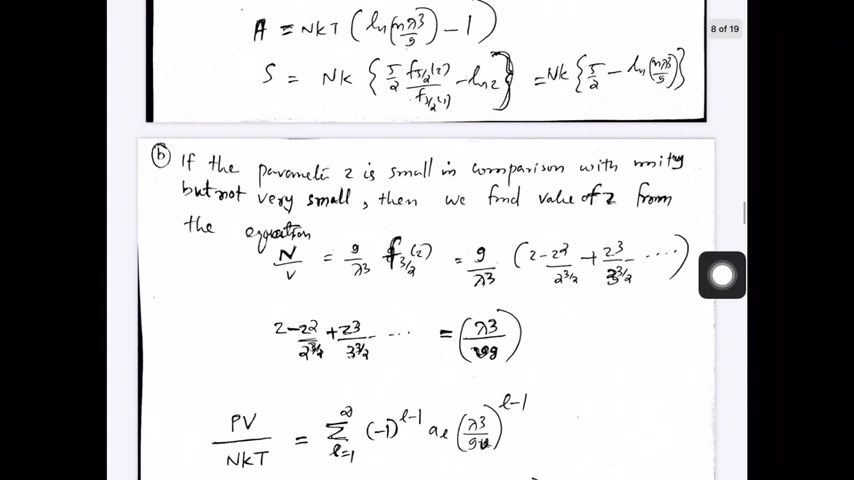 A = NKT (ln(nλ3/g) - 1)
8 of 19
S = NK { 5/2 f5/2(z)/f3/2(z) - ln z } = NK { 5/2 - ln(nλ3/g) }
(b) If the parameter z is small in comparison with unity
but not very small, then we find value of z from
the equation
N/V = g/λ3 f3/2(z) = g/λ3 (z - z2/2^3/2 + z3/3^3/2 - ....)
z - z2/2^3/2 + z3/3^3/2 - ... = (λ3/vg)
PV/NKT = ∑ l=1 ∞ (-1)^l-1 al (λ3/gv)^l-1